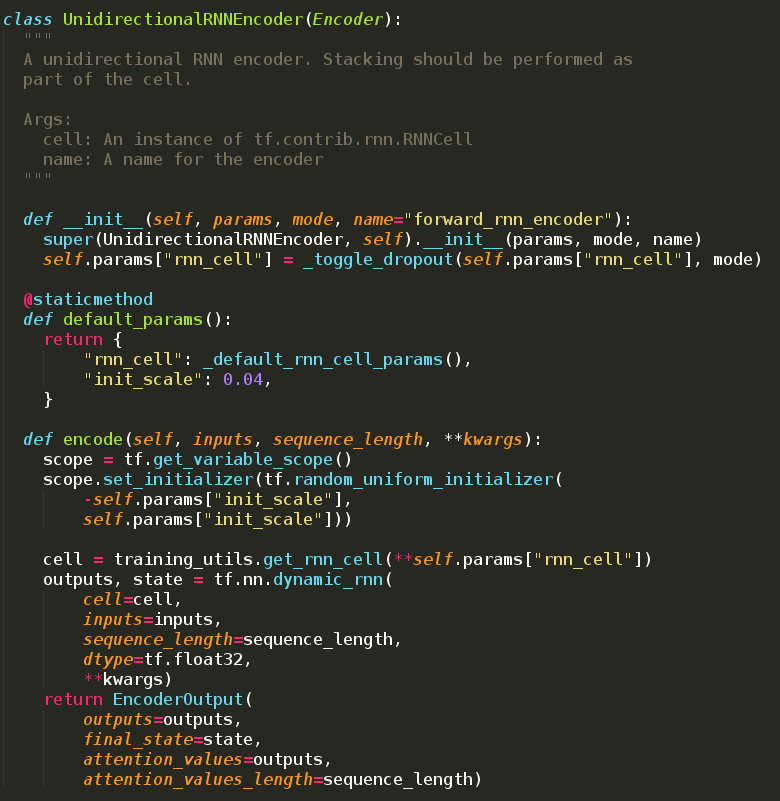 class UnidirectionalRNNEncoder(Encoder):
  """
  A unidirectional RNN encoder. Stacking should be performed as
  part of the cell.

  Args:
    cell: An instance of tf.contrib.rnn.RNNCell
    name: A name for the encoder
  """

  def __init__(self, params, mode, name="forward_rnn_encoder"):
    super(UnidirectionalRNNEncoder, self).__init__(params, mode, name)
    self.params["rnn_cell"] = _toggle_dropout(self.params["rnn_cell"], mode)

  @staticmethod
  def default_params():
    return {
        "rnn_cell": _default_rnn_cell_params(),
        "init_scale": 0.04,
    }

  def encode(self, inputs, sequence_length, **kwargs):
    scope = tf.get_variable_scope()
    scope.set_initializer(tf.random_uniform_initializer(
        -self.params["init_scale"],
        self.params["init_scale"]))

    cell = training_utils.get_rnn_cell(**self.params["rnn_cell"])
    outputs, state = tf.nn.dynamic_rnn(
        cell=cell,
        inputs=inputs,
        sequence_length=sequence_length,
        dtype=tf.float32,
        **kwargs)
    return EncoderOutput(
        outputs=outputs,
        final_state=state,
        attention_values=outputs,
        attention_values_length=sequence_length)